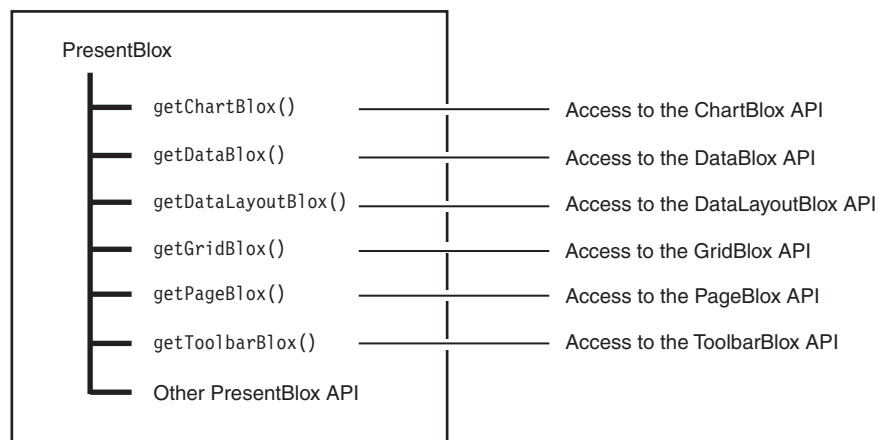 PresentBlox
getChartBlox() Access to the ChartBlox API
getDataBlox() Access to the DataBlox API
getDataLayoutBlox() Access to the DataLayoutBlox API
getGridBlox() Access to the GridBlox API
getPageBlox() Access to the PageBlox API
getToolbarBlox() Access to the ToolbarBlox API
Other PresentBlox API